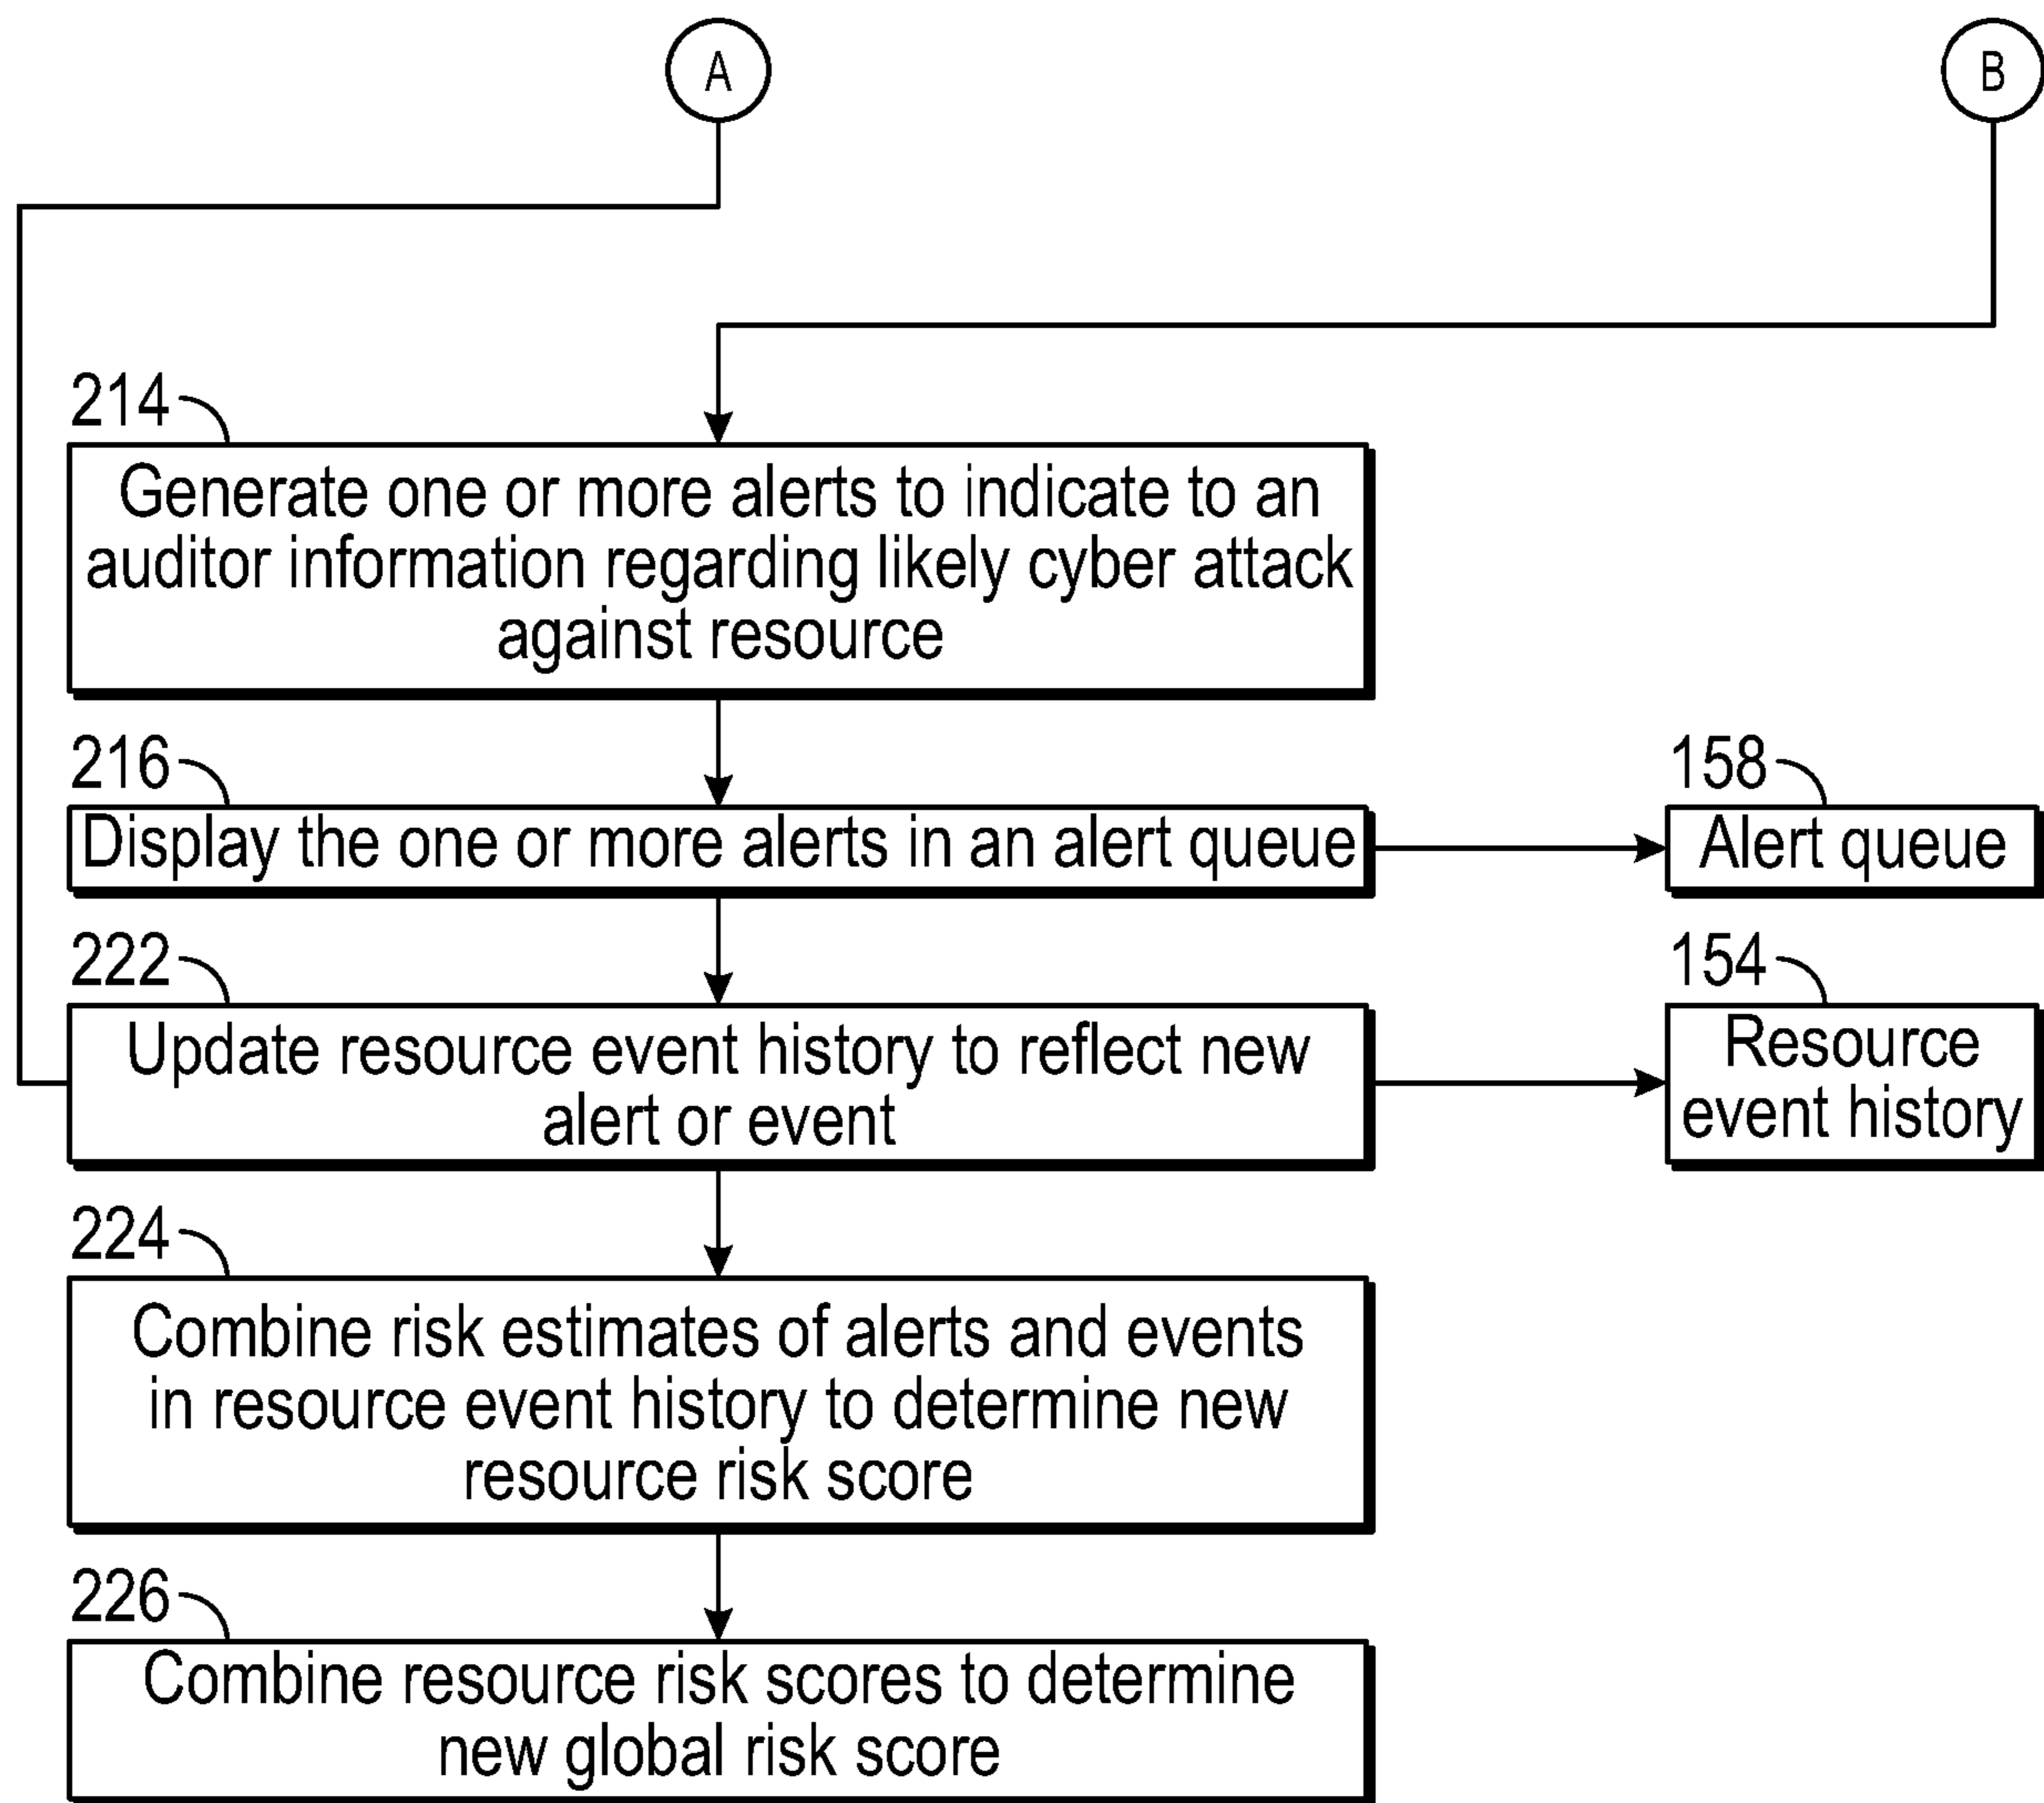 A
B
214
Generate one or more alerts to indicate to an
auditor information regarding likely cyber attack
against resource
216
Display the one or more alerts in an alert queue
158
Alert queue
222
Update resource event history to reflect new
alert or event
154
Resource
event history
224
Combine risk estimates of alerts and events
in resource event history to determine new
resource risk score
226
Combine resource risk scores to determine
new global risk score